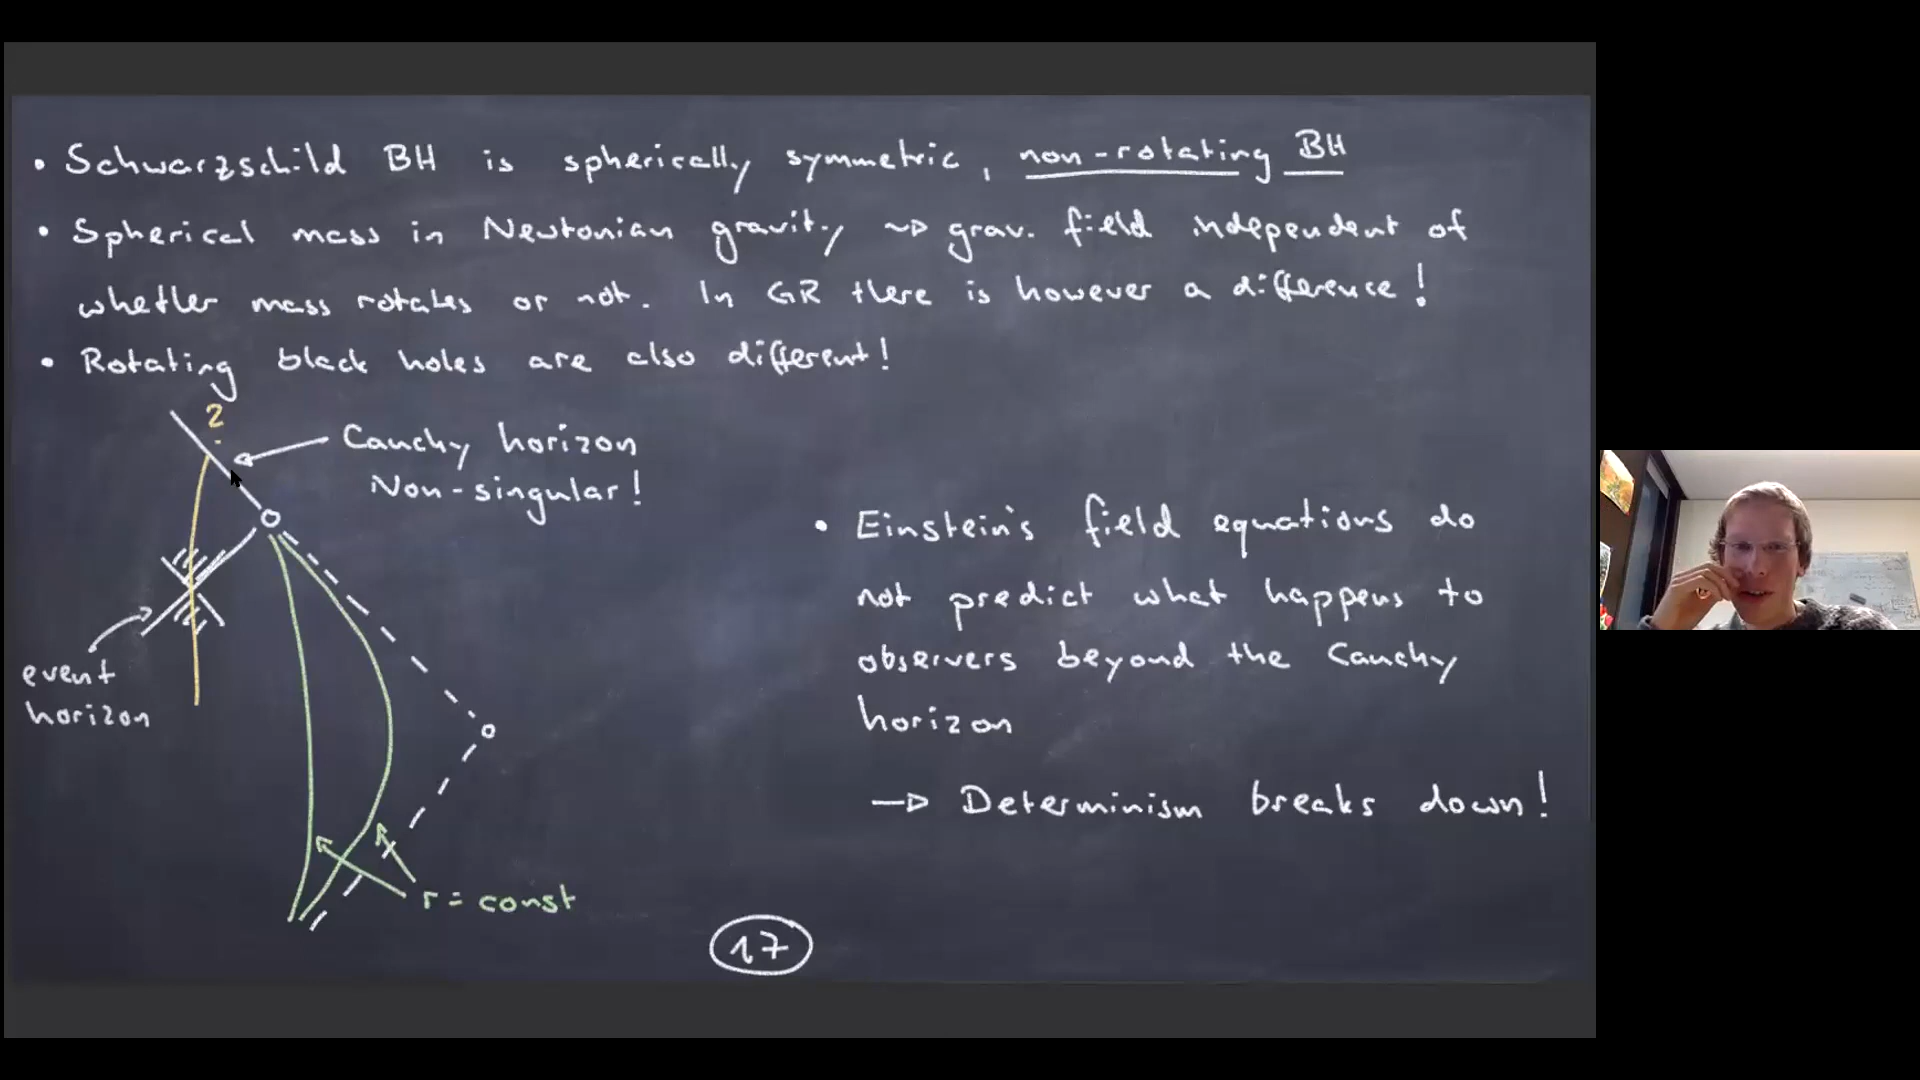 • Schwarzschild BH is spherically symmetric, non-rotating BH
• Spherical mass in Newtonian gravity ⇝ grav. field independent of
whether mass rotates or not. In GR there is however a difference!
• Rotating black holes are also different!
?
Cauchy horizon
Non-singular!
event
horizon
r = const
• Einstein's field equations do
not predict what happens to
observers beyond the Cauchy
horizon
→ Determinism breaks down!
17